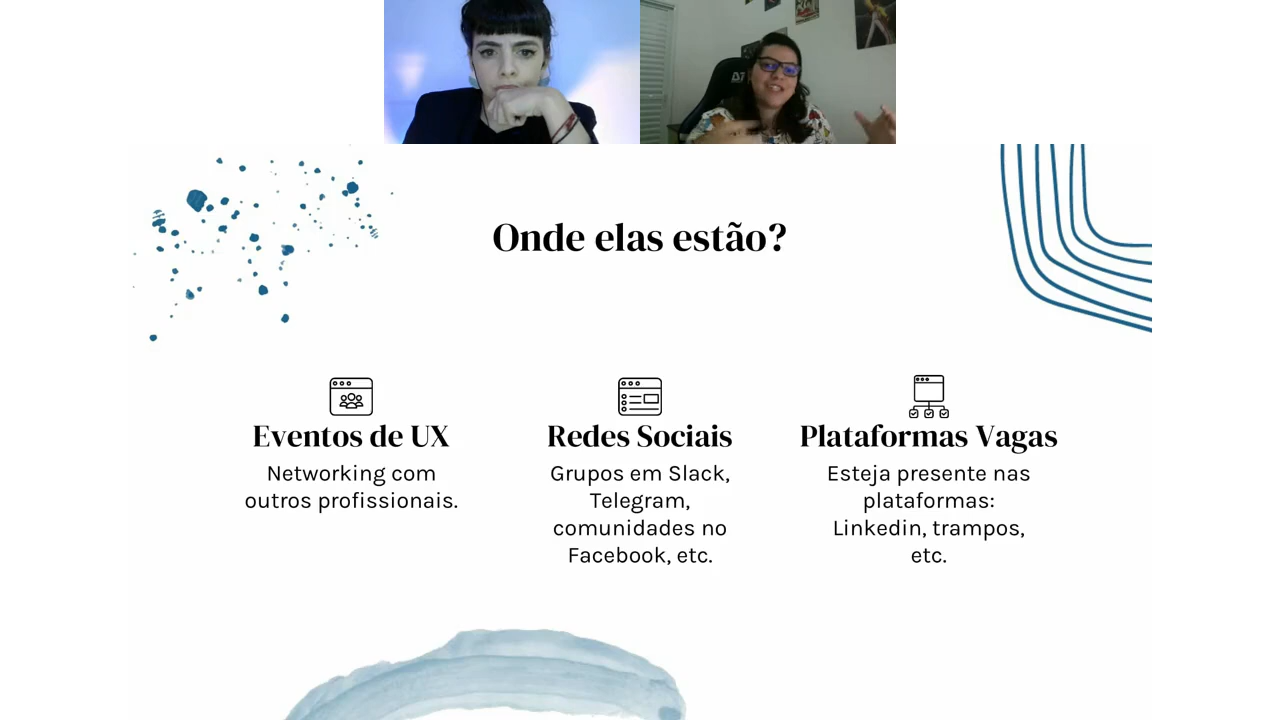 Onde elas estão?
Eventos de UX
Networking com
outros profissionais.
Redes Sociais
Grupos em Slack,
Telegram,
comunidades no
Facebook, etc.
Plataformas Vagas
Esteja presente nas
plataformas:
Linkedin, trampos,
etc.